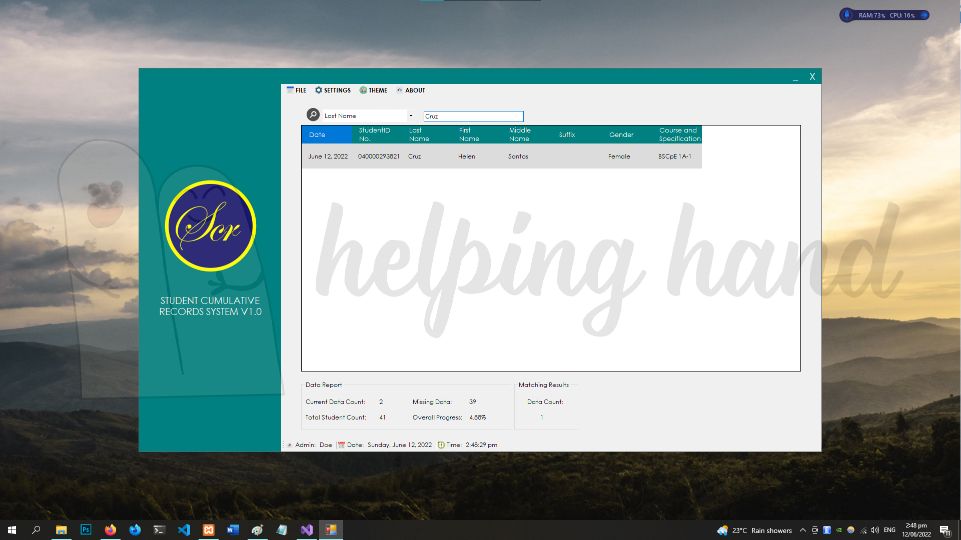 RAM:73% CPU:16%
_ X
FILE SETTINGS THEME ABOUT
Last Name Cruz
Date StudentID No. Last Name First Name Middle Name Suffix Gender Course and Specification
June 12, 2022 040000293821 Cruz Helen Santos Female BSCpE 1A-1
helping hand
Scr
STUDENT CUMULATIVE
RECORDS SYSTEM V1.0
Data Report
Current Data Count: 2 Missing Data: 39
Total Student Count: 41 Overall Progress: 4.88%
Matching Results
Data Count:
1
Admin: Doe Date: Sunday, June 12, 2022 Time: 2:48:29 pm
23°C Rain showers ENG 2:48 pm
12/06/2022